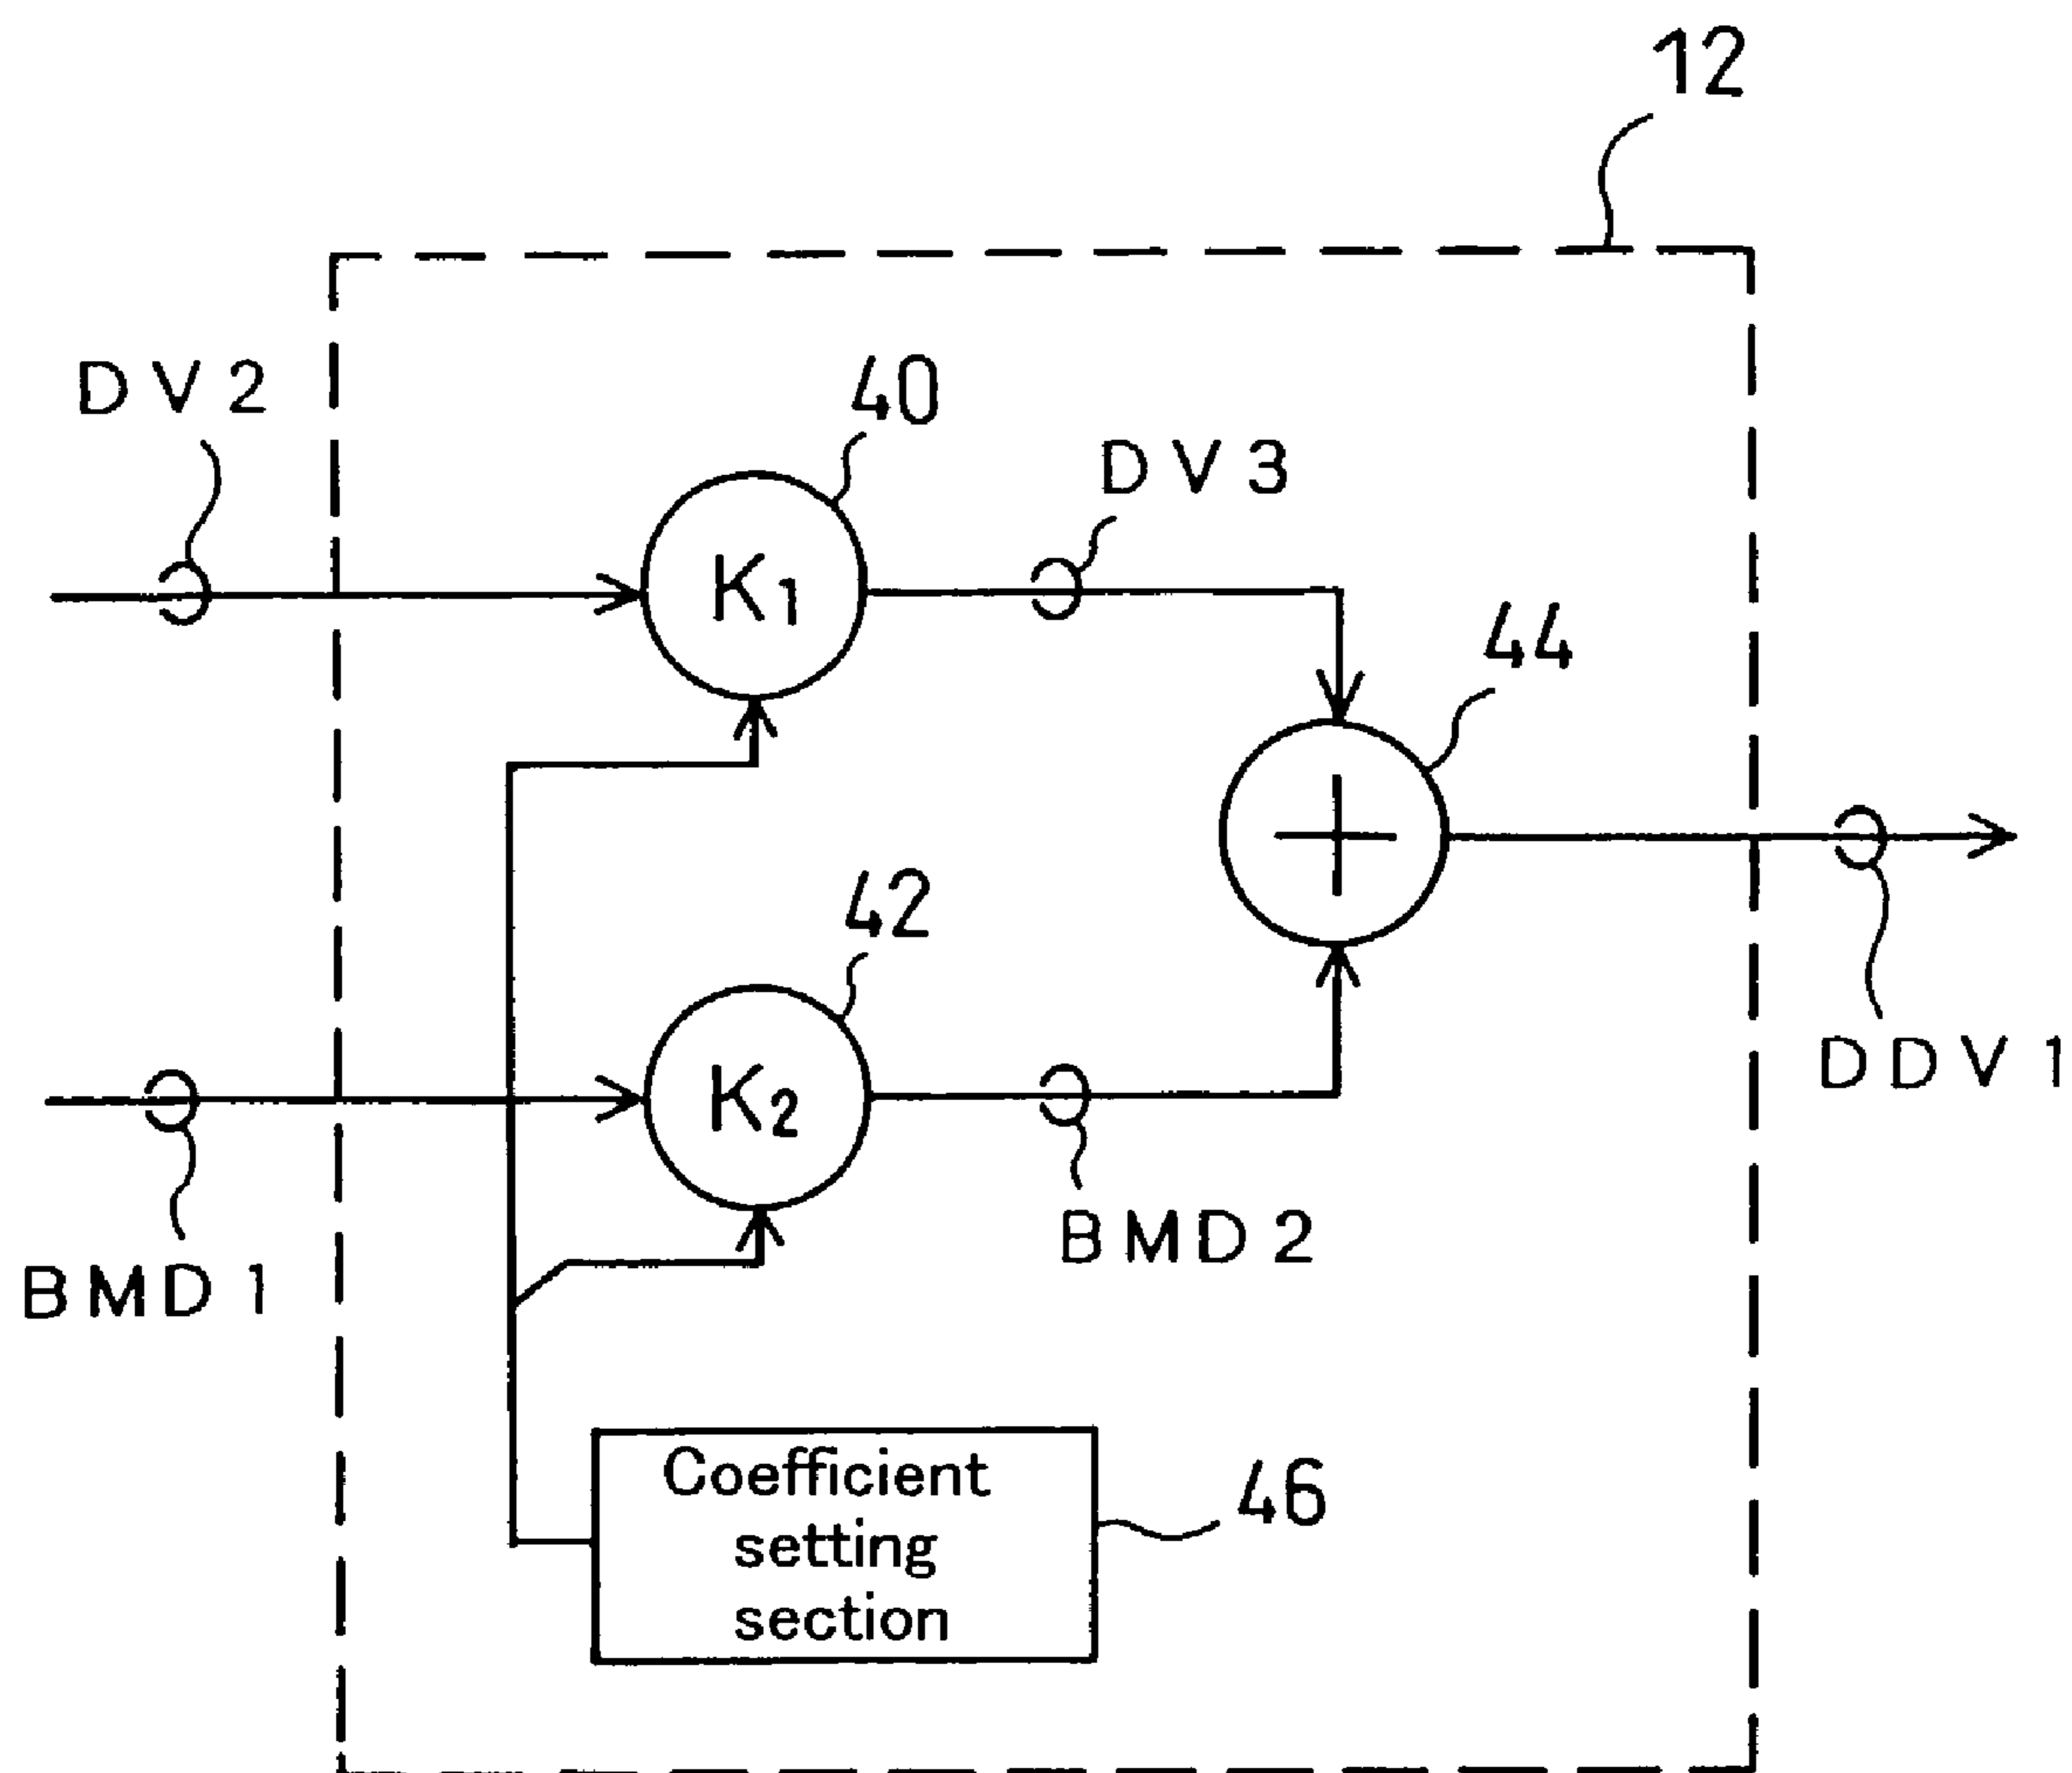 12
DV2
40
DV3
K1
44
42
DDV1
K2
BMD2
BMD1
Coefficient
setting
section
46